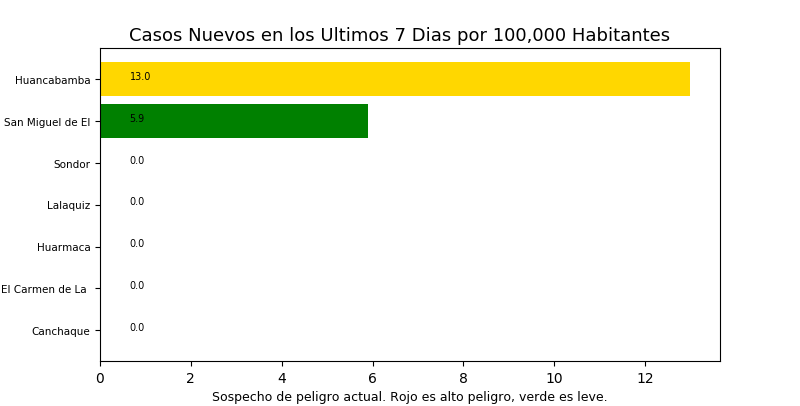 Casos Nuevos en los Ultimos 7 Dias por 100,000 Habitantes
Huancabamba 13.0
San Miguel de El 5.9
Sondor 0.0
Lalaquiz 0.0
Huarmaca 0.0
El Carmen de La 0.0
Canchaque 0.0
0 2 4 6 8 10 12
Sospecho de peligro actual. Rojo es alto peligro, verde es leve.